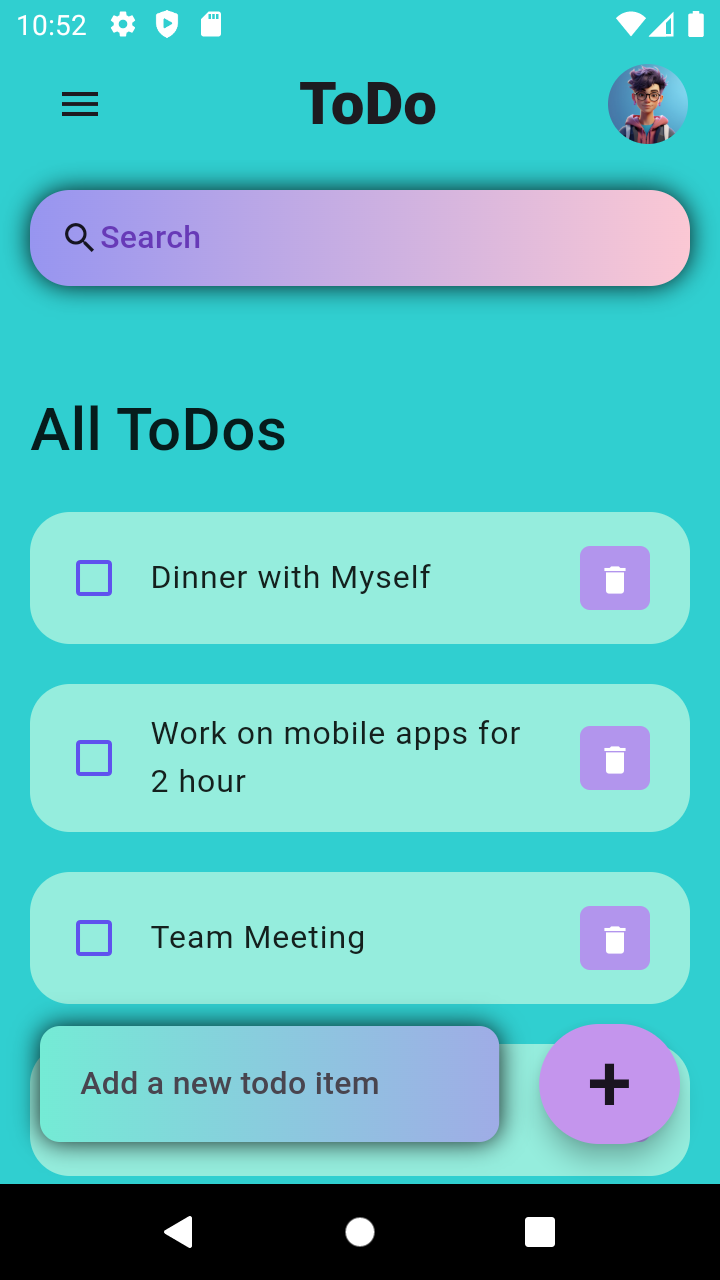 10:52
ToDo
Search
All ToDos
Dinner with Myself
Work on mobile apps for
2 hour
Team Meeting
Add a new todo item